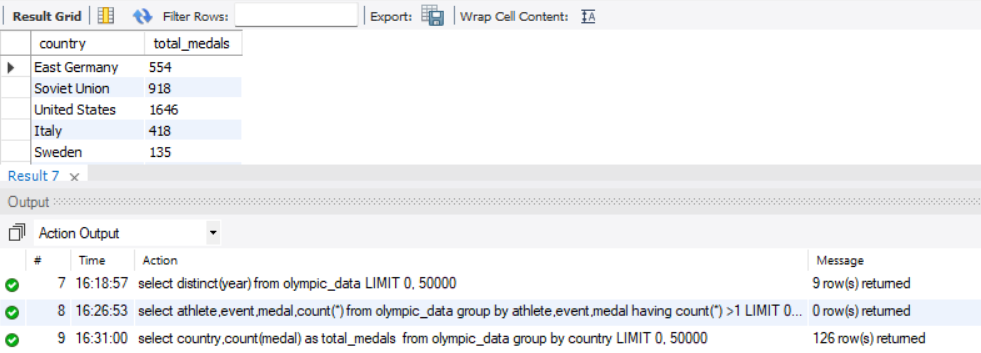 Result Grid Filter Rows: Export: Wrap Cell Content: IA
country total_medals
East Germany 554
Soviet Union 918
United States 1646
Italy 418
Sweden 135
Result 7 ×
Output
Action Output
# Time Action Message
7 16:18:57 select distinct(year) from olympic_data LIMIT 0, 50000 9 row(s) returned
8 16:26:53 select athlete,event,medal,count(*) from olympic_data group by athlete,event,medal having count(*) >1 LIMIT 0... 0 row(s) returned
9 16:31:00 select country,count(medal) as total_medals from olympic_data group by country LIMIT 0, 50000 126 row(s) returned